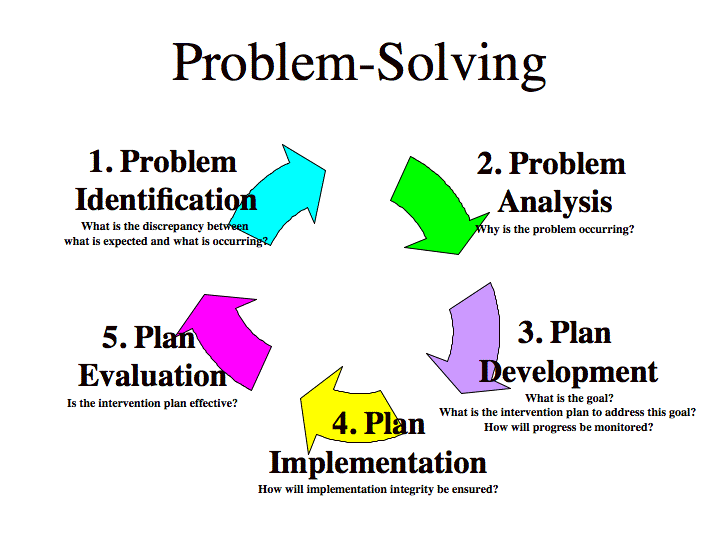 Problem-Solving
1. Problem
Identification
What is the discrepancy between
what is expected and what is occurring?
2. Problem
Analysis
Why is the problem occurring?
3. Plan
Development
What is the goal?
What is the intervention plan to address this goal?
How will progress be monitored?
4. Plan
Implementation
How will implementation integrity be ensured?
5. Plan
Evaluation
Is the intervention plan effective?